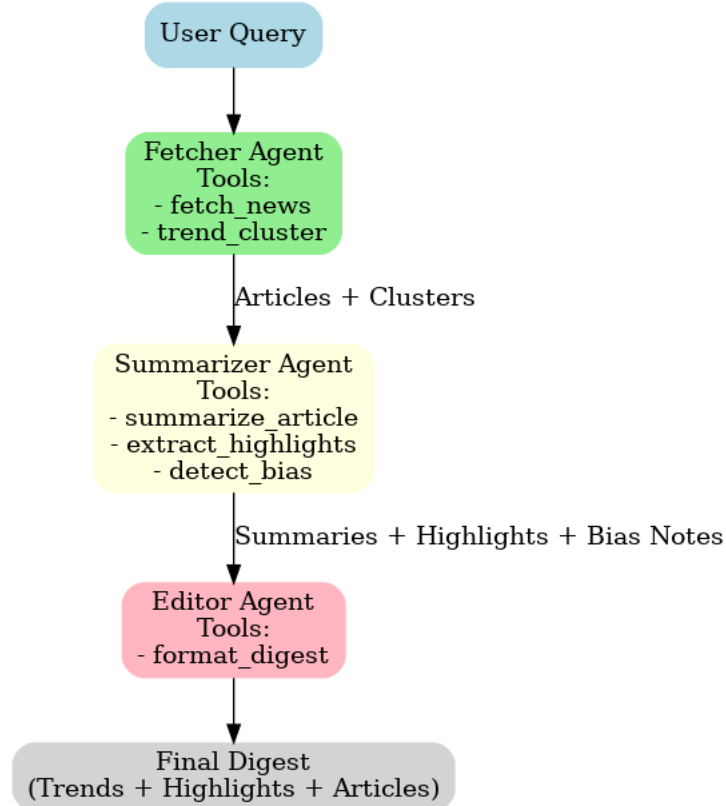 User Query
Fetcher Agent
Tools:
- fetch_news
- trend_cluster
Articles + Clusters
Summarizer Agent
Tools:
- summarize_article
- extract_highlights
- detect_bias
Summaries + Highlights + Bias Notes
Editor Agent
Tools:
- format_digest
Final Digest
(Trends + Highlights + Articles)